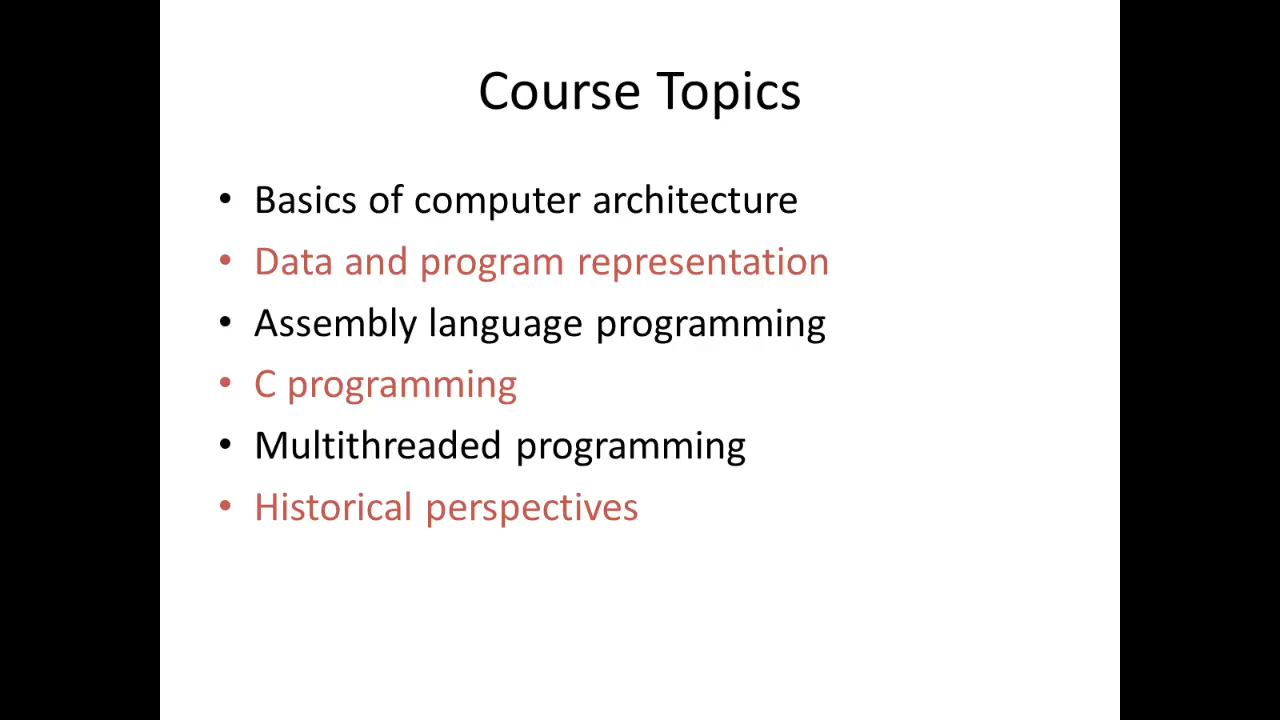 Course Topics
• Basics of computer architecture
• Data and program representation
• Assembly language programming
• C programming
• Multithreaded programming
• Historical perspectives